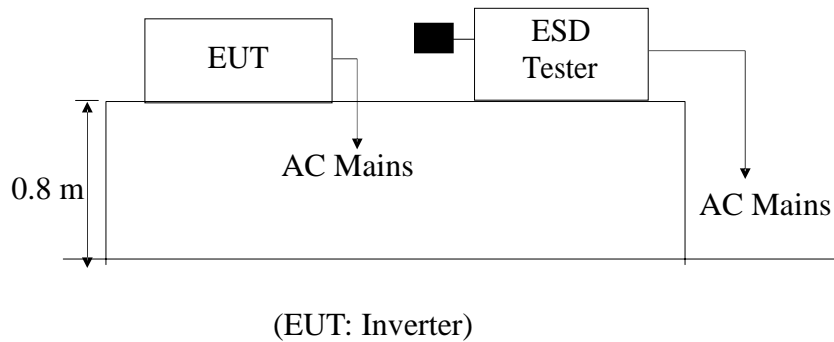 EUT
ESD
Tester
AC Mains
0.8 m
AC Mains
(EUT: Inverter)